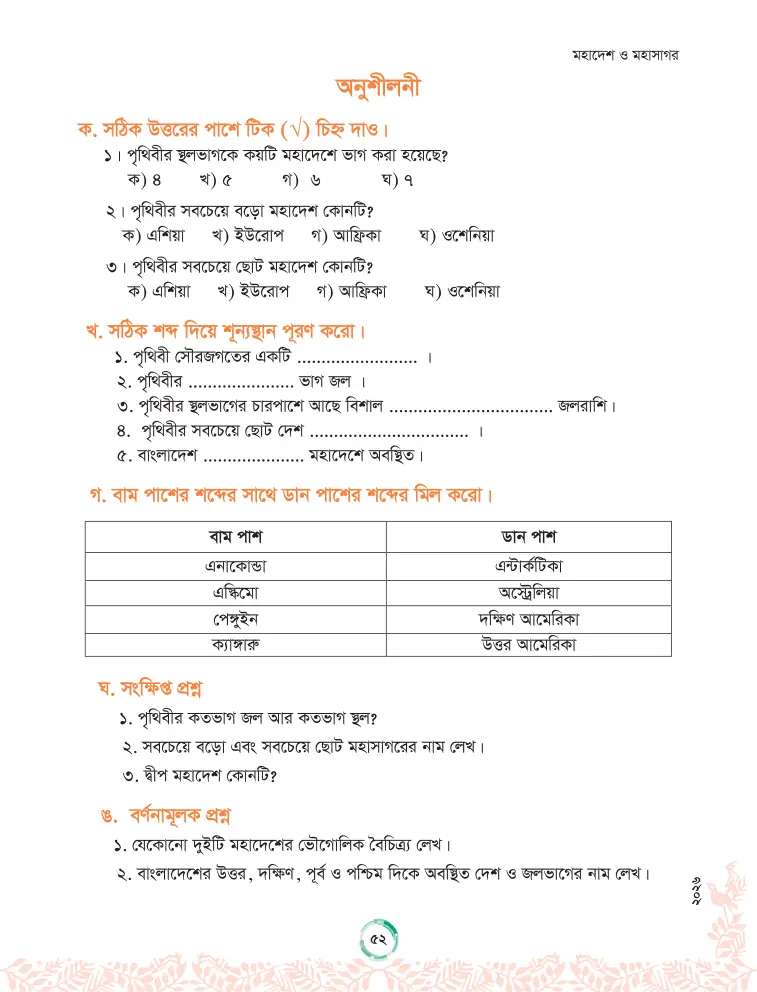 মহাদেশ ও মহাসাগর
অনুশীলনী
ক. সঠিক উত্তরের পাশে টিক (√) চিহ্ন দাও।
১। পৃথিবীর স্থলভাগকে কয়টি মহাদেশে ভাগ করা হয়েছে?
ক) ৪ খ) ৫ গ) ৬ ঘ) ৭
২। পৃথিবীর সবচেয়ে বড়ো মহাদেশ কোনটি?
ক) এশিয়া খ) ইউরোপ গ) আফ্রিকা ঘ) ওশেনিয়া
৩। পৃথিবীর সবচেয়ে ছোট মহাদেশ কোনটি?
ক) এশিয়া খ) ইউরোপ গ) আফ্রিকা ঘ) ওশেনিয়া
খ. সঠিক শব্দ দিয়ে শূন্যস্থান পূরণ করো।
১. পৃথিবী সৌরজগতের একটি ......................... ।
২. পৃথিবীর ...................... ভাগ জল ।
৩. পৃথিবীর স্থলভাগের চারপাশে আছে বিশাল .................................. জলরাশি।
৪. পৃথিবীর সবচেয়ে ছোট দেশ ................................. ।
৫. বাংলাদেশ ..................... মহাদেশে অবস্থিত।
গ. বাম পাশের শব্দের সাথে ডান পাশের শব্দের মিল করো।
বাম পাশ ডান পাশ
এনাকোন্ডা এন্টার্কটিকা
এস্কিমো অস্ট্রেলিয়া
পেঙ্গুইন দক্ষিণ আমেরিকা
ক্যাঙ্গারু উত্তর আমেরিকা
ঘ. সংক্ষিপ্ত প্রশ্ন
১. পৃথিবীর কতভাগ জল আর কতভাগ স্থল?
২. সবচেয়ে বড়ো এবং সবচেয়ে ছোট মহাসাগরের নাম লেখ।
৩. দ্বীপ মহাদেশ কোনটি?
ঙ. বর্ণনামূলক প্রশ্ন
১. যেকোনো দুইটি মহাদেশের ভৌগোলিক বৈচিত্র্য লেখ।
২. বাংলাদেশের উত্তর, দক্ষিণ, পূর্ব ও পশ্চিম দিকে অবস্থিত দেশ ও জলভাগের নাম লেখ।
২০২৬
৫২